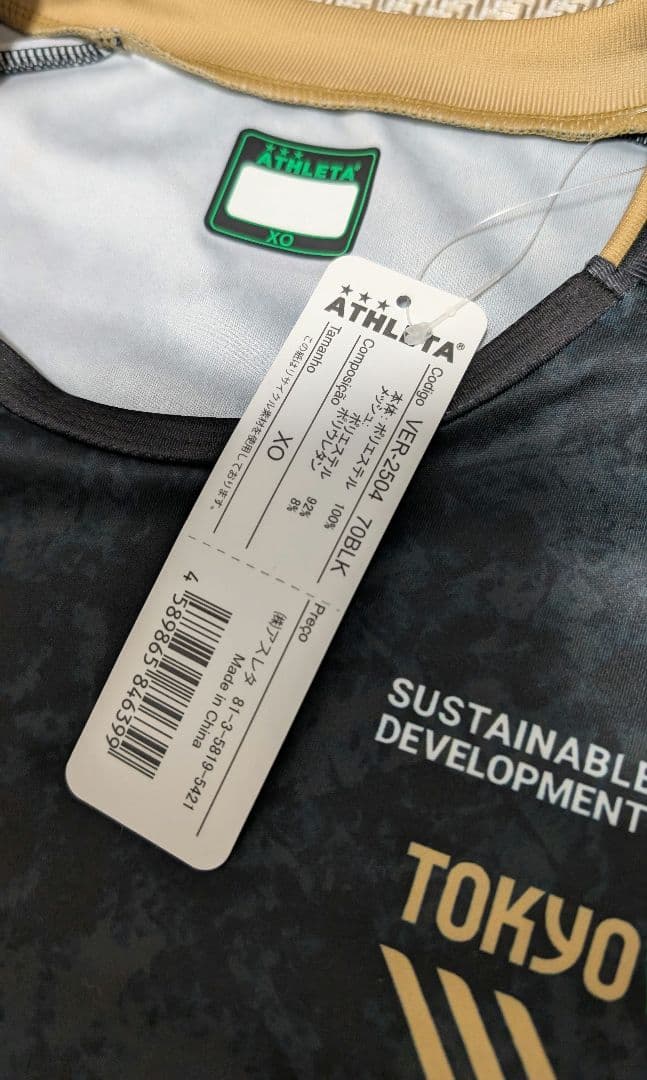 ATHLETA®
XO
ATHLETA®
Codigo VER-2504 70BLK
Composição 本体:ポリエステル 100%
メッシュ:ポリエステル 92%
ポリウレタン 8%
Tamanho XO
この紙はリサイクル素材を使用しております。
Preço
㈱アスレタ 81-3-5819-5421
Made in China
4 589865 846399
SUSTAINABLE
DEVELOPMENT
TOKYO